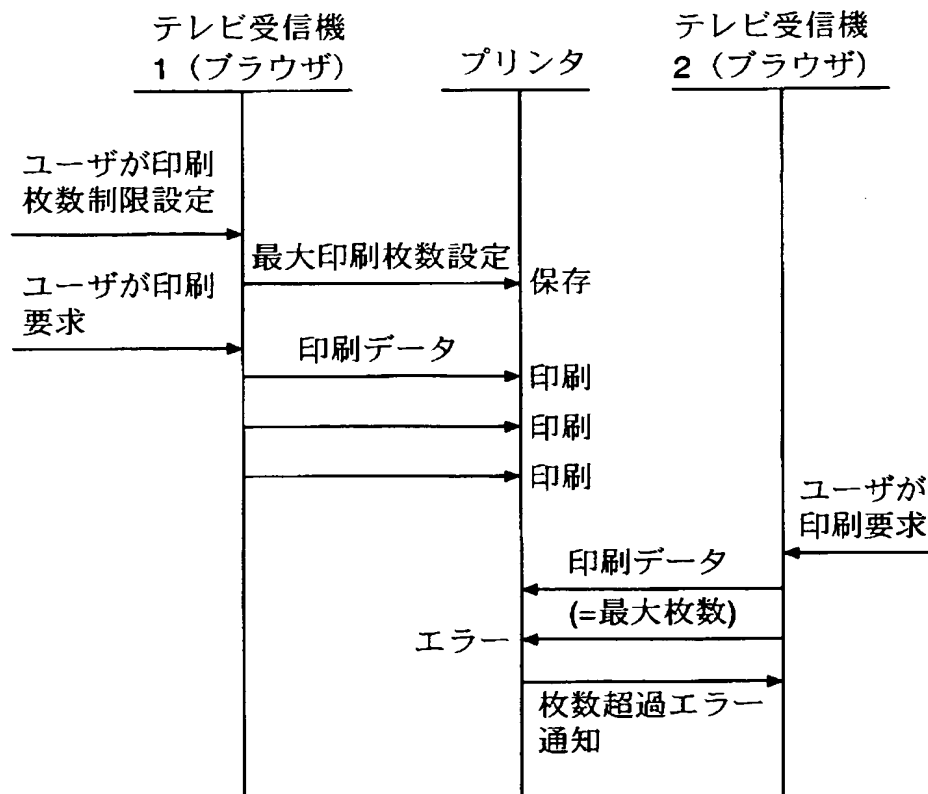 テレビ受信機
1（ブラウザ）
プリンタ
テレビ受信機
2（ブラウザ）
ユーザが印刷
枚数制限設定
最大印刷枚数設定
保存
ユーザが印刷
要求
印刷データ
印刷
印刷
印刷
ユーザが
印刷要求
印刷データ
(=最大枚数)
エラー
枚数超過エラー
通知